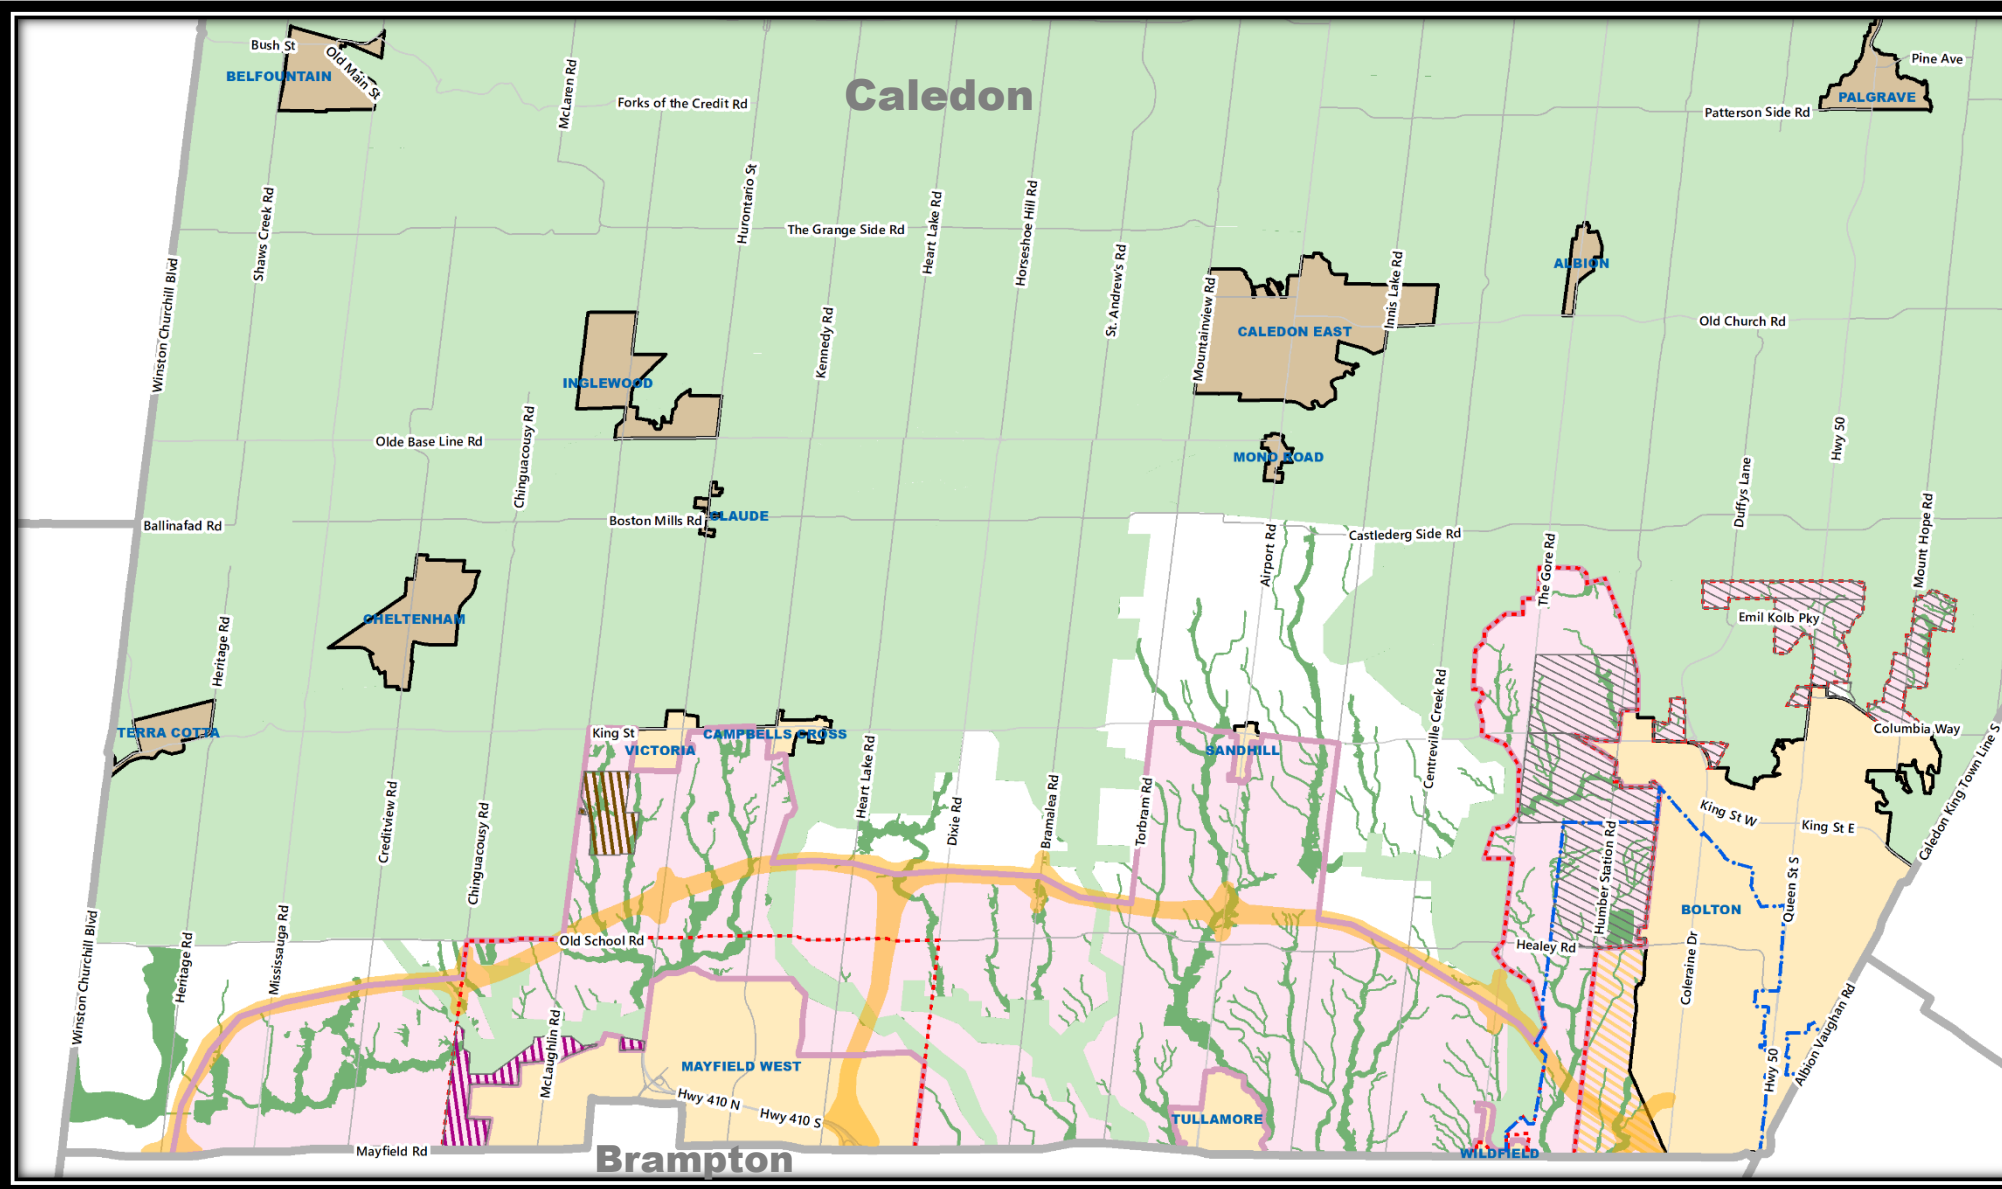 Bush St
Old Main St
BELFOUNTAIN
McLaren Rd
Forks of the Credit Rd
Caledon
Pine Ave
PALGRAVE
Patterson Side Rd
Shaws Creek Rd
Hurontario St
The Grange Side Rd
Heart Lake Rd
Horseshoe Hill Rd
St. Andrew's Rd
Mountainview Rd
Innis Lake Rd
ALBION
Winston Churchill Blvd
Kennedy Rd
CALEDON EAST
Old Church Rd
INGLEWOOD
Olde Base Line Rd
Chinguacousy Rd
MONO ROAD
Hwy 50
Duffys Lane
Mount Hope Rd
Ballinafad Rd
Boston Mills Rd
CLAUDE
Airport Rd
Castlederg Side Rd
The Gore Rd
CHELTENHAM
Heritage Rd
Emil Kolb Pky
Centreville Creek Rd
TERRA COTTA
King St
VICTORIA
CAMPBELLS CROSS
SANDHILL
Columbia Way
Creditview Rd
Chinguacousy Rd
Heart Lake Rd
Dixie Rd
Bramalea Rd
Torbram Rd
Humber Station Rd
King St W
King St E
Caledon King Town Line S
Queen St S
BOLTON
Winston Churchill Blvd
Heritage Rd
Mississauga Rd
Old School Rd
Healey Rd
Coleraine Dr
McLaughlin Rd
MAYFIELD WEST
Hwy 410 N
Hwy 410 S
TULLAMORE
Hwy 50
Albion Vaughan Rd
Mayfield Rd
Brampton
WILDFIELD